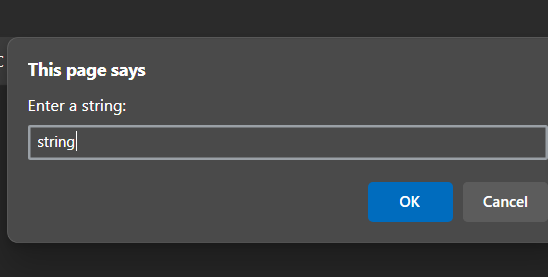 This page says
Enter a string:
string
OK
Cancel